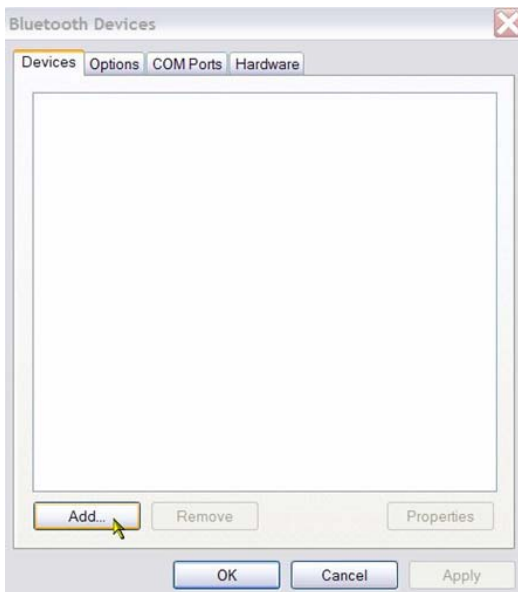 Bluetooth Devices
Devices Options COM Ports Hardware
Add... Remove Properties
OK Cancel Apply